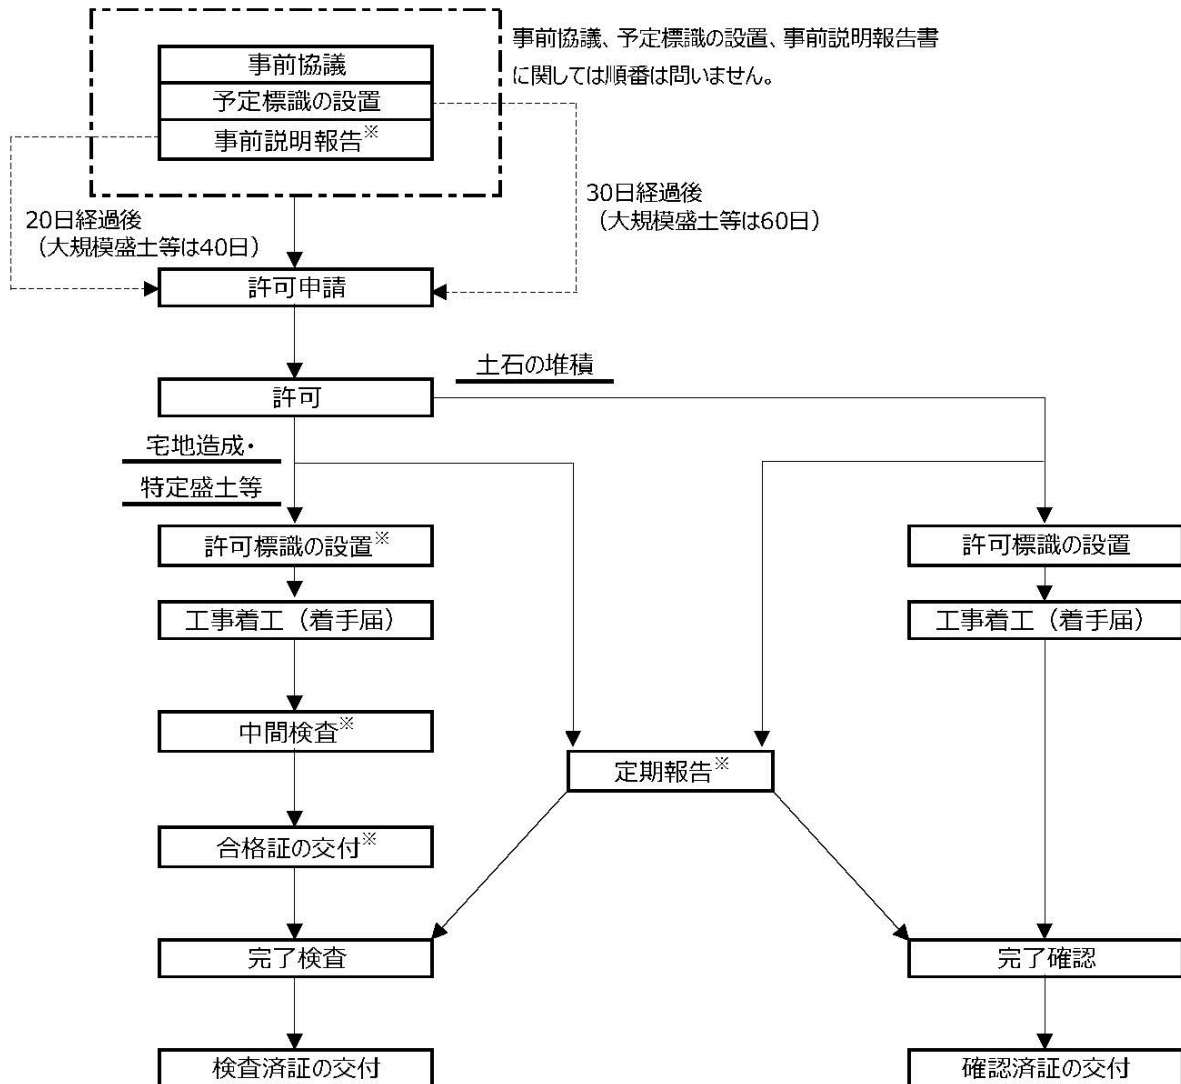 事前協議
予定標識の設置
事前説明報告※
事前協議、予定標識の設置、事前説明報告書
に関しては順番は問いません。
20日経過後
（大規模盛土等は40日）
30日経過後
（大規模盛土等は60日）
許可申請
許可
土石の堆積
宅地造成・
特定盛土等
許可標識の設置※
許可標識の設置
工事着工（着手届）
工事着工（着手届）
中間検査※
定期報告※
合格証の交付※
完了検査
完了確認
検査済証の交付
確認済証の交付